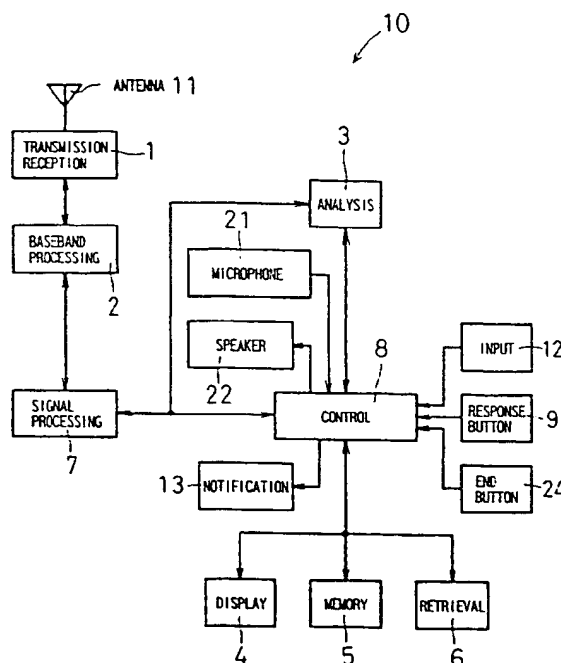 10
ANTENNA 11
TRANSMISSION
RECEPTION
1
3
ANALYSIS
21
BASEBAND
PROCESSING
2
MICROPHONE
SPEAKER
22
8
INPUT
12
SIGNAL
PROCESSING
7
CONTROL
RESPONSE
BUTTON
9
13
NOTIFICATION
END
BUTTON
24
DISPLAY
4
MEMORY
5
RETRIEVAL
6